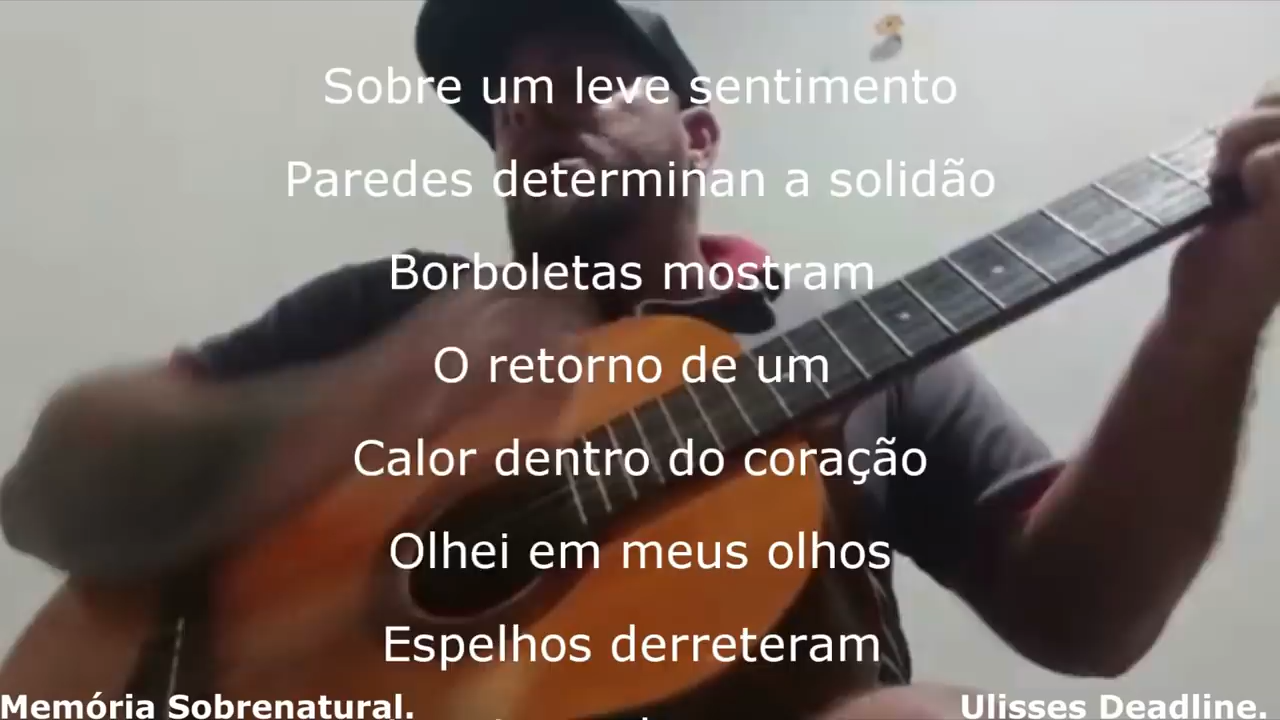 Sobre um leve sentimento
Paredes determinan a solidão
Borboletas mostram
O retorno de um
Calor dentro do coração
Olhei em meus olhos
Espelhos derreteram
Memória Sobrenatural.
Ulisses Deadline.